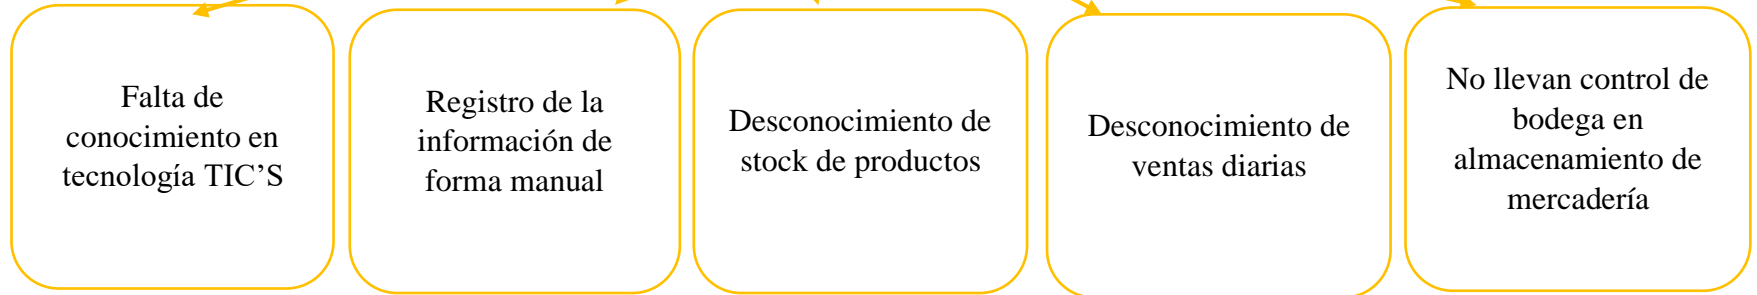 Falta de
conocimiento en
tecnología TIC’S
Registro de la
información de
forma manual
Desconocimiento de
stock de productos
Desconocimiento de
ventas diarias
No llevan control de
bodega en
almacenamiento de
mercadería